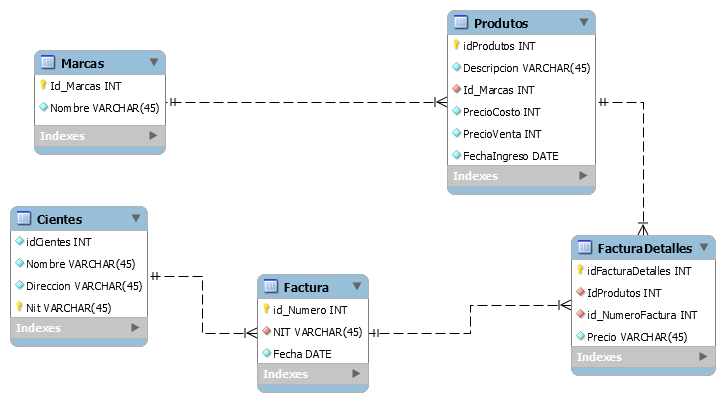 Marcas
Id_Marcas INT
Nombre VARCHAR(45)
Indexes
Produtos
idProdutos INT
Descripcion VARCHAR(45)
Id_Marcas INT
PrecioCosto INT
PrecioVenta INT
FechaIngreso DATE
Indexes
Cientes
idCientes INT
Nombre VARCHAR(45)
Direccion VARCHAR(45)
Nit VARCHAR(45)
Indexes
Factura
id_Numero INT
NIT VARCHAR(45)
Fecha DATE
Indexes
FacturaDetalles
idFacturaDetalles INT
IdProdutos INT
id_NumeroFactura INT
Precio VARCHAR(45)
Indexes